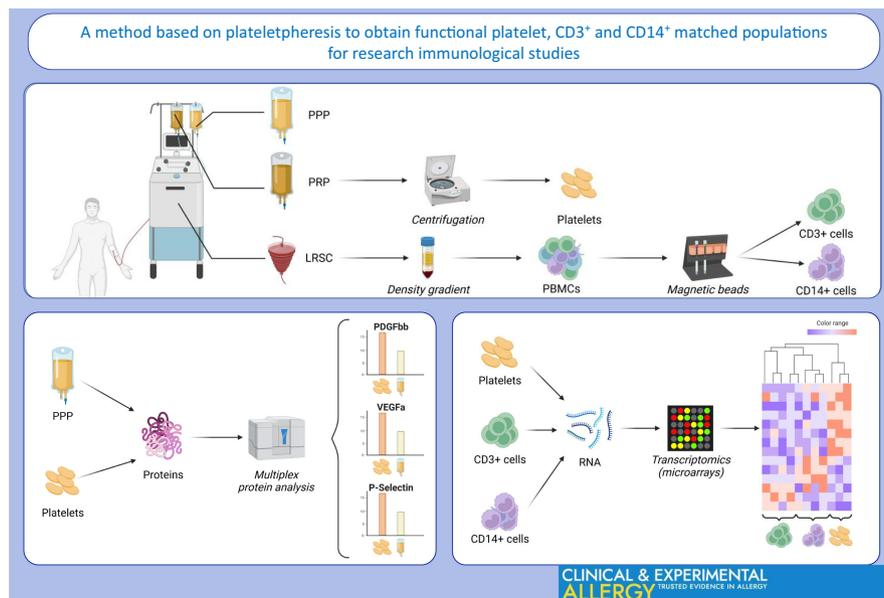 A method based on plateletpheresis to obtain functional platelet, CD3⁺ and CD14⁺ matched populations
for research immunological studies
PPP
PRP
Centrifugation
Platelets
LRSC
Density gradient
PBMCs
Magnetic beads
CD3+ cells
CD14+ cells
PPP
Platelets
Proteins
Multiplex
protein analysis
PDGFbb
VEGFa
P-Selectin
Platelets
CD3+ cells
CD14+ cells
RNA
Transcriptomics
(microarrays)
Color range
CLINICAL & EXPERIMENTAL
ALLERGY TRUSTED EVIDENCE IN ALLERGY